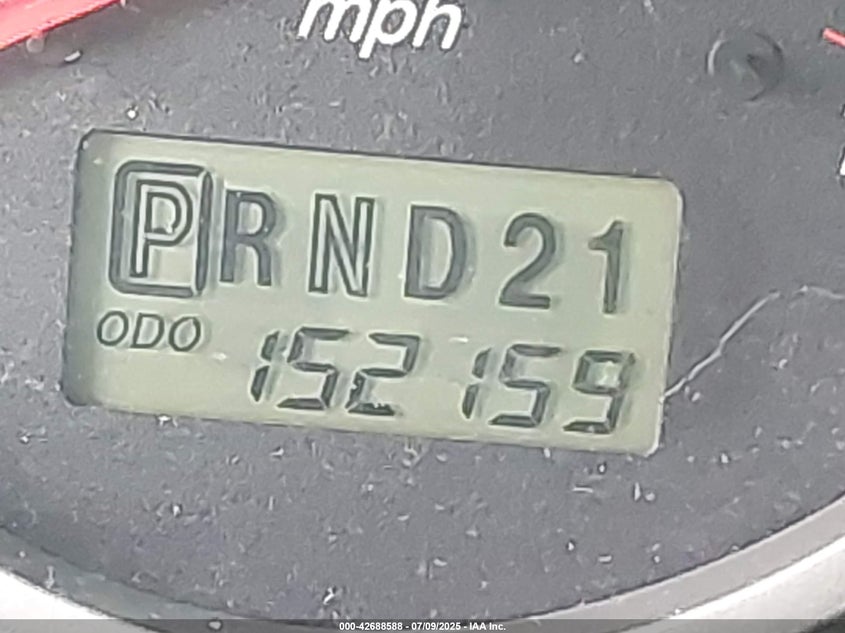 mph
PRND21
ODO 152159
000-42688588 - 07/09/2025 - IAA Inc.